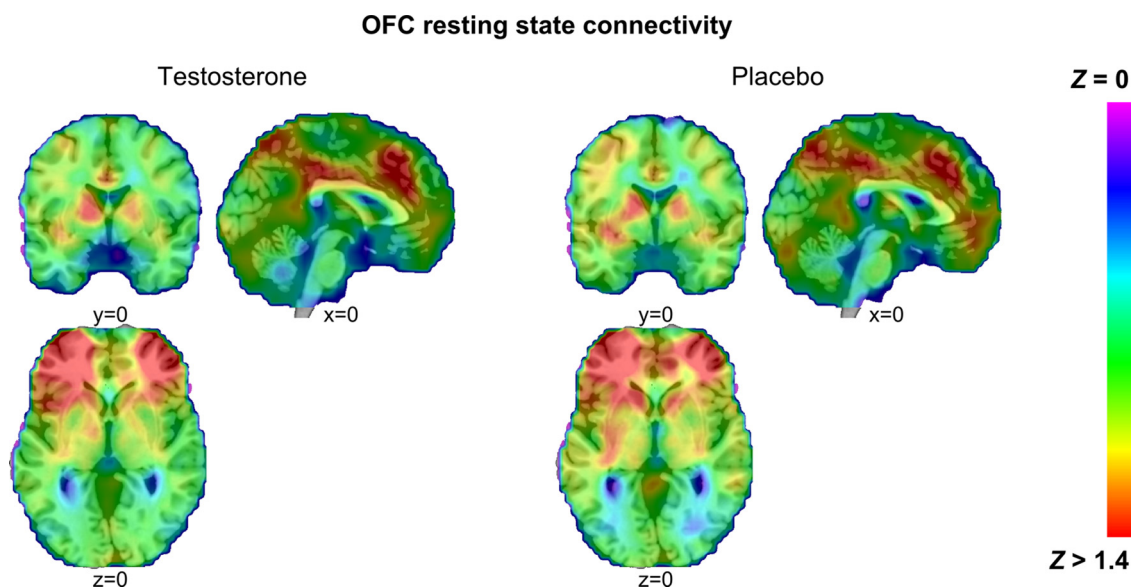 OFC resting state connectivity
Testosterone
Placebo
Z = 0
y=0
x=0
y=0
x=0
z=0
z=0
Z > 1.4